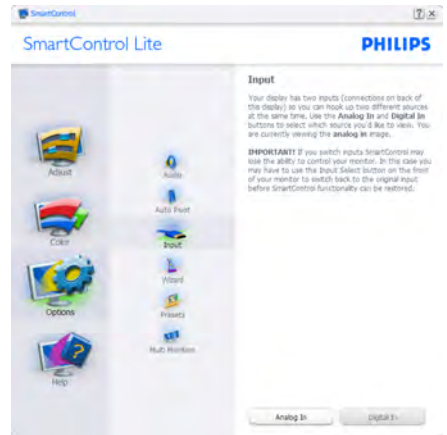 SmartControl
SmartControl Lite
PHILIPS
Adjust
Color
Options
Help
Audio
Auto Pivot
Input
Wizard
Presets
Multi Monitors
Input
Your display has two inputs (connections on back of
the display) so you can hook up two different sources
at the same time. Use the Analog In and Digital In
buttons to select which source you'd like to view. You
are currently viewing the analog in image.
IMPORTANT! If you switch inputs SmartControl may
lose the ability to control your monitor. In this case you
may have to use the Input Select button on the front
of your monitor to switch back to the original input
before SmartControl functionality can be restored.
Analog In
Digital In